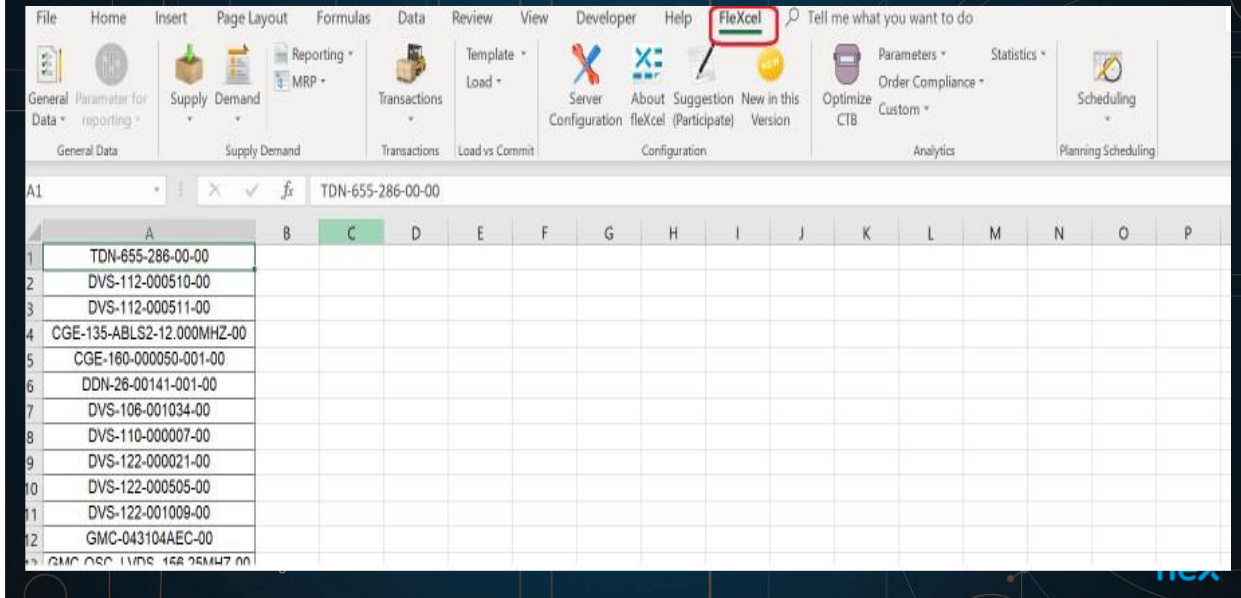 File Home Insert Page Layout Formulas Data Review View Developer Help FleXcel Tell me what you want to do
General Data
Parameter for reporting
Supply
Demand
Reporting
MRP
Transactions
Template
Load
Server Configuration
About fleXcel
Suggestion (Participate)
NEW
New in this Version
Optimize CTB
Parameters
Order Compliance
Custom
Statistics
Scheduling
General Data Supply Demand Transactions Load vs Commit Configuration Analytics Planning Scheduling
A1 fx TDN-655-286-00-00
A B C D E F G H I J K L M N O P
1 TDN-655-286-00-00
2 DVS-112-000510-00
3 DVS-112-000511-00
4 CGE-135-ABLS2-12.000MHZ-00
5 CGE-160-000050-001-00
6 DDN-26-00141-001-00
7 DVS-106-001034-00
8 DVS-110-000007-00
9 DVS-122-000021-00
10 DVS-122-000505-00
11 DVS-122-001009-00
12 GMC-043104AEC-00
GMC-OSC_LVDS_156.25MHZ-00